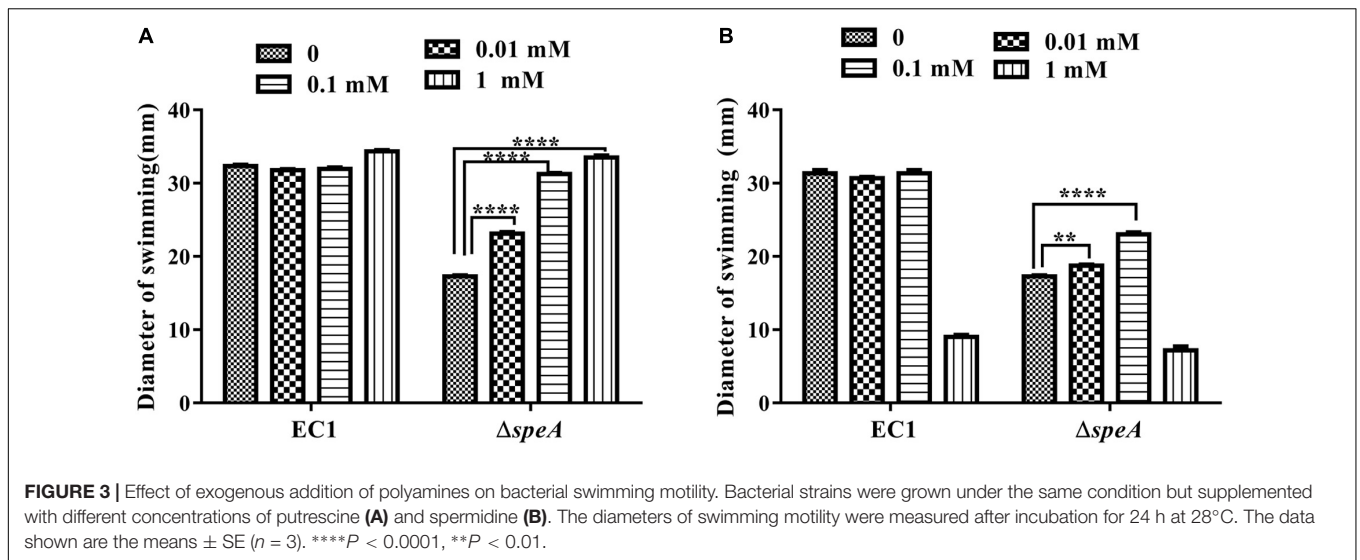 A
0
0.01 mM
0.1 mM
1 mM
Diameter of swimming(mm)
40
30
20
10
0
****
****
****
EC1
ΔspeA
B
0
0.01 mM
0.1 mM
1 mM
Diameter of swimming (mm)
40
30
20
10
0
****
**
EC1
ΔspeA
FIGURE 3 | Effect of exogenous addition of polyamines on bacterial swimming motility. Bacterial strains were grown under the same condition but supplemented
with different concentrations of putrescine (A) and spermidine (B). The diameters of swimming motility were measured after incubation for 24 h at 28°C. The data
shown are the means ± SE (n = 3). ****P < 0.0001, **P < 0.01.